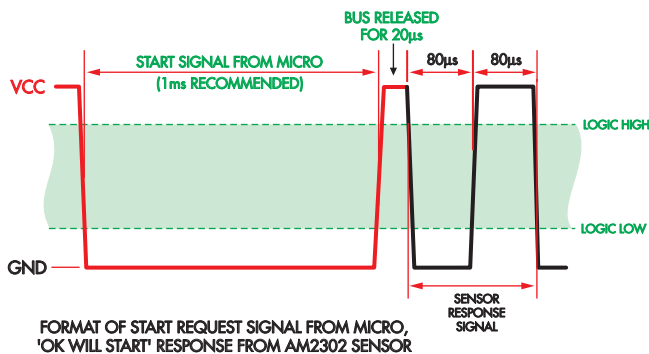 BUS RELEASED
FOR 20µs
START SIGNAL FROM MICRO
(1ms RECOMMENDED)
80µs
80µs
VCC
LOGIC HIGH
LOGIC LOW
GND
SENSOR
RESPONSE
SIGNAL
FORMAT OF START REQUEST SIGNAL FROM MICRO,
'OK WILL START' RESPONSE FROM AM2302 SENSOR